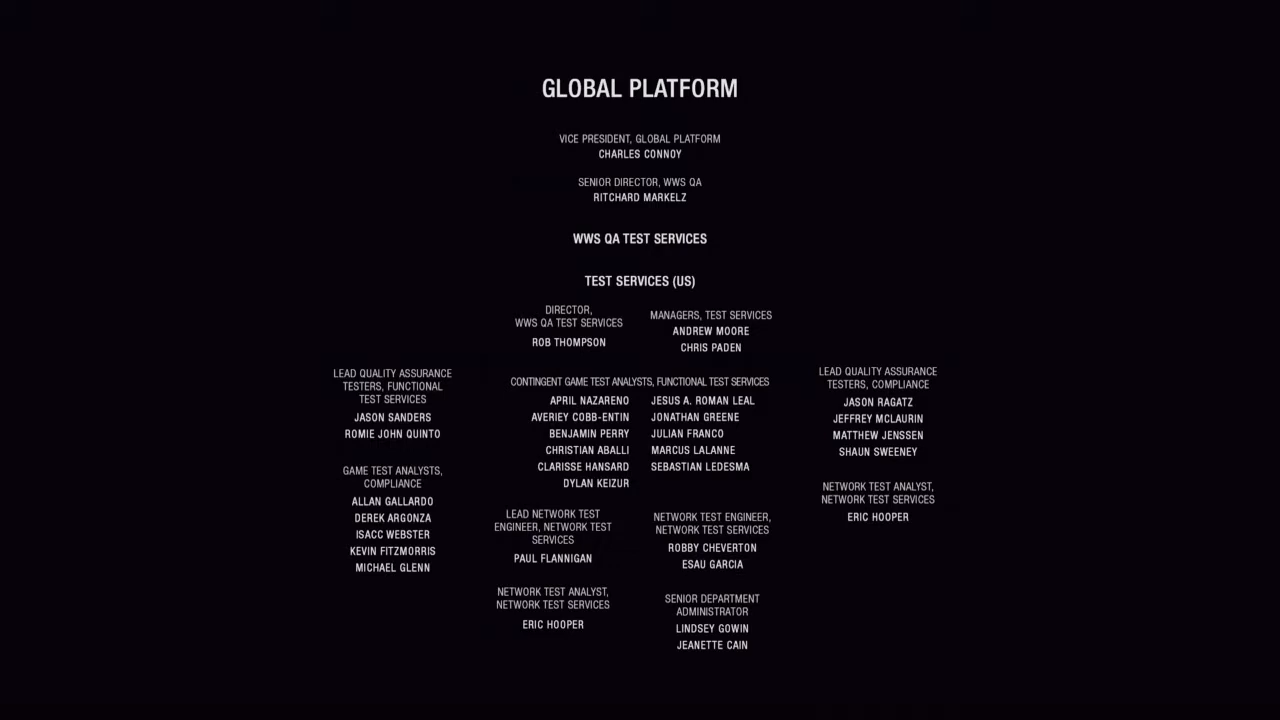 GLOBAL PLATFORM
VICE PRESIDENT, GLOBAL PLATFORM
CHARLES CONNOY
SENIOR DIRECTOR, WWS QA
RITCHARD MARKELZ
WWS QA TEST SERVICES
TEST SERVICES (US)
DIRECTOR,
WWS QA TEST SERVICES
ROB THOMPSON
MANAGERS, TEST SERVICES
ANDREW MOORE
CHRIS PADEN
LEAD QUALITY ASSURANCE
TESTERS, FUNCTIONAL
TEST SERVICES
JASON SANDERS
ROMIE JOHN QUINTO
GAME TEST ANALYSTS,
COMPLIANCE
ALLAN GALLARDO
DEREK ARGONZA
ISACC WEBSTER
KEVIN FITZMORRIS
MICHAEL GLENN
CONTINGENT GAME TEST ANALYSTS, FUNCTIONAL TEST SERVICES
APRIL NAZARENO
AVERIEY COBB-ENTIN
BENJAMIN PERRY
CHRISTIAN ABALLI
CLARISSE HANSARD
DYLAN KEIZUR
JESUS A. ROMAN LEAL
JONATHAN GREENE
JULIAN FRANCO
MARCUS LALANNE
SEBASTIAN LEDESMA
LEAD NETWORK TEST
ENGINEER, NETWORK TEST
SERVICES
PAUL FLANNIGAN
NETWORK TEST ANALYST,
NETWORK TEST SERVICES
ERIC HOOPER
NETWORK TEST ENGINEER,
NETWORK TEST SERVICES
ROBBY CHEVERTON
ESAU GARCIA
SENIOR DEPARTMENT
ADMINISTRATOR
LINDSEY GOWIN
JEANETTE CAIN
LEAD QUALITY ASSURANCE
TESTERS, COMPLIANCE
JASON RAGATZ
JEFFREY MCLAURIN
MATTHEW JENSSEN
SHAUN SWEENEY
NETWORK TEST ANALYST,
NETWORK TEST SERVICES
ERIC HOOPER